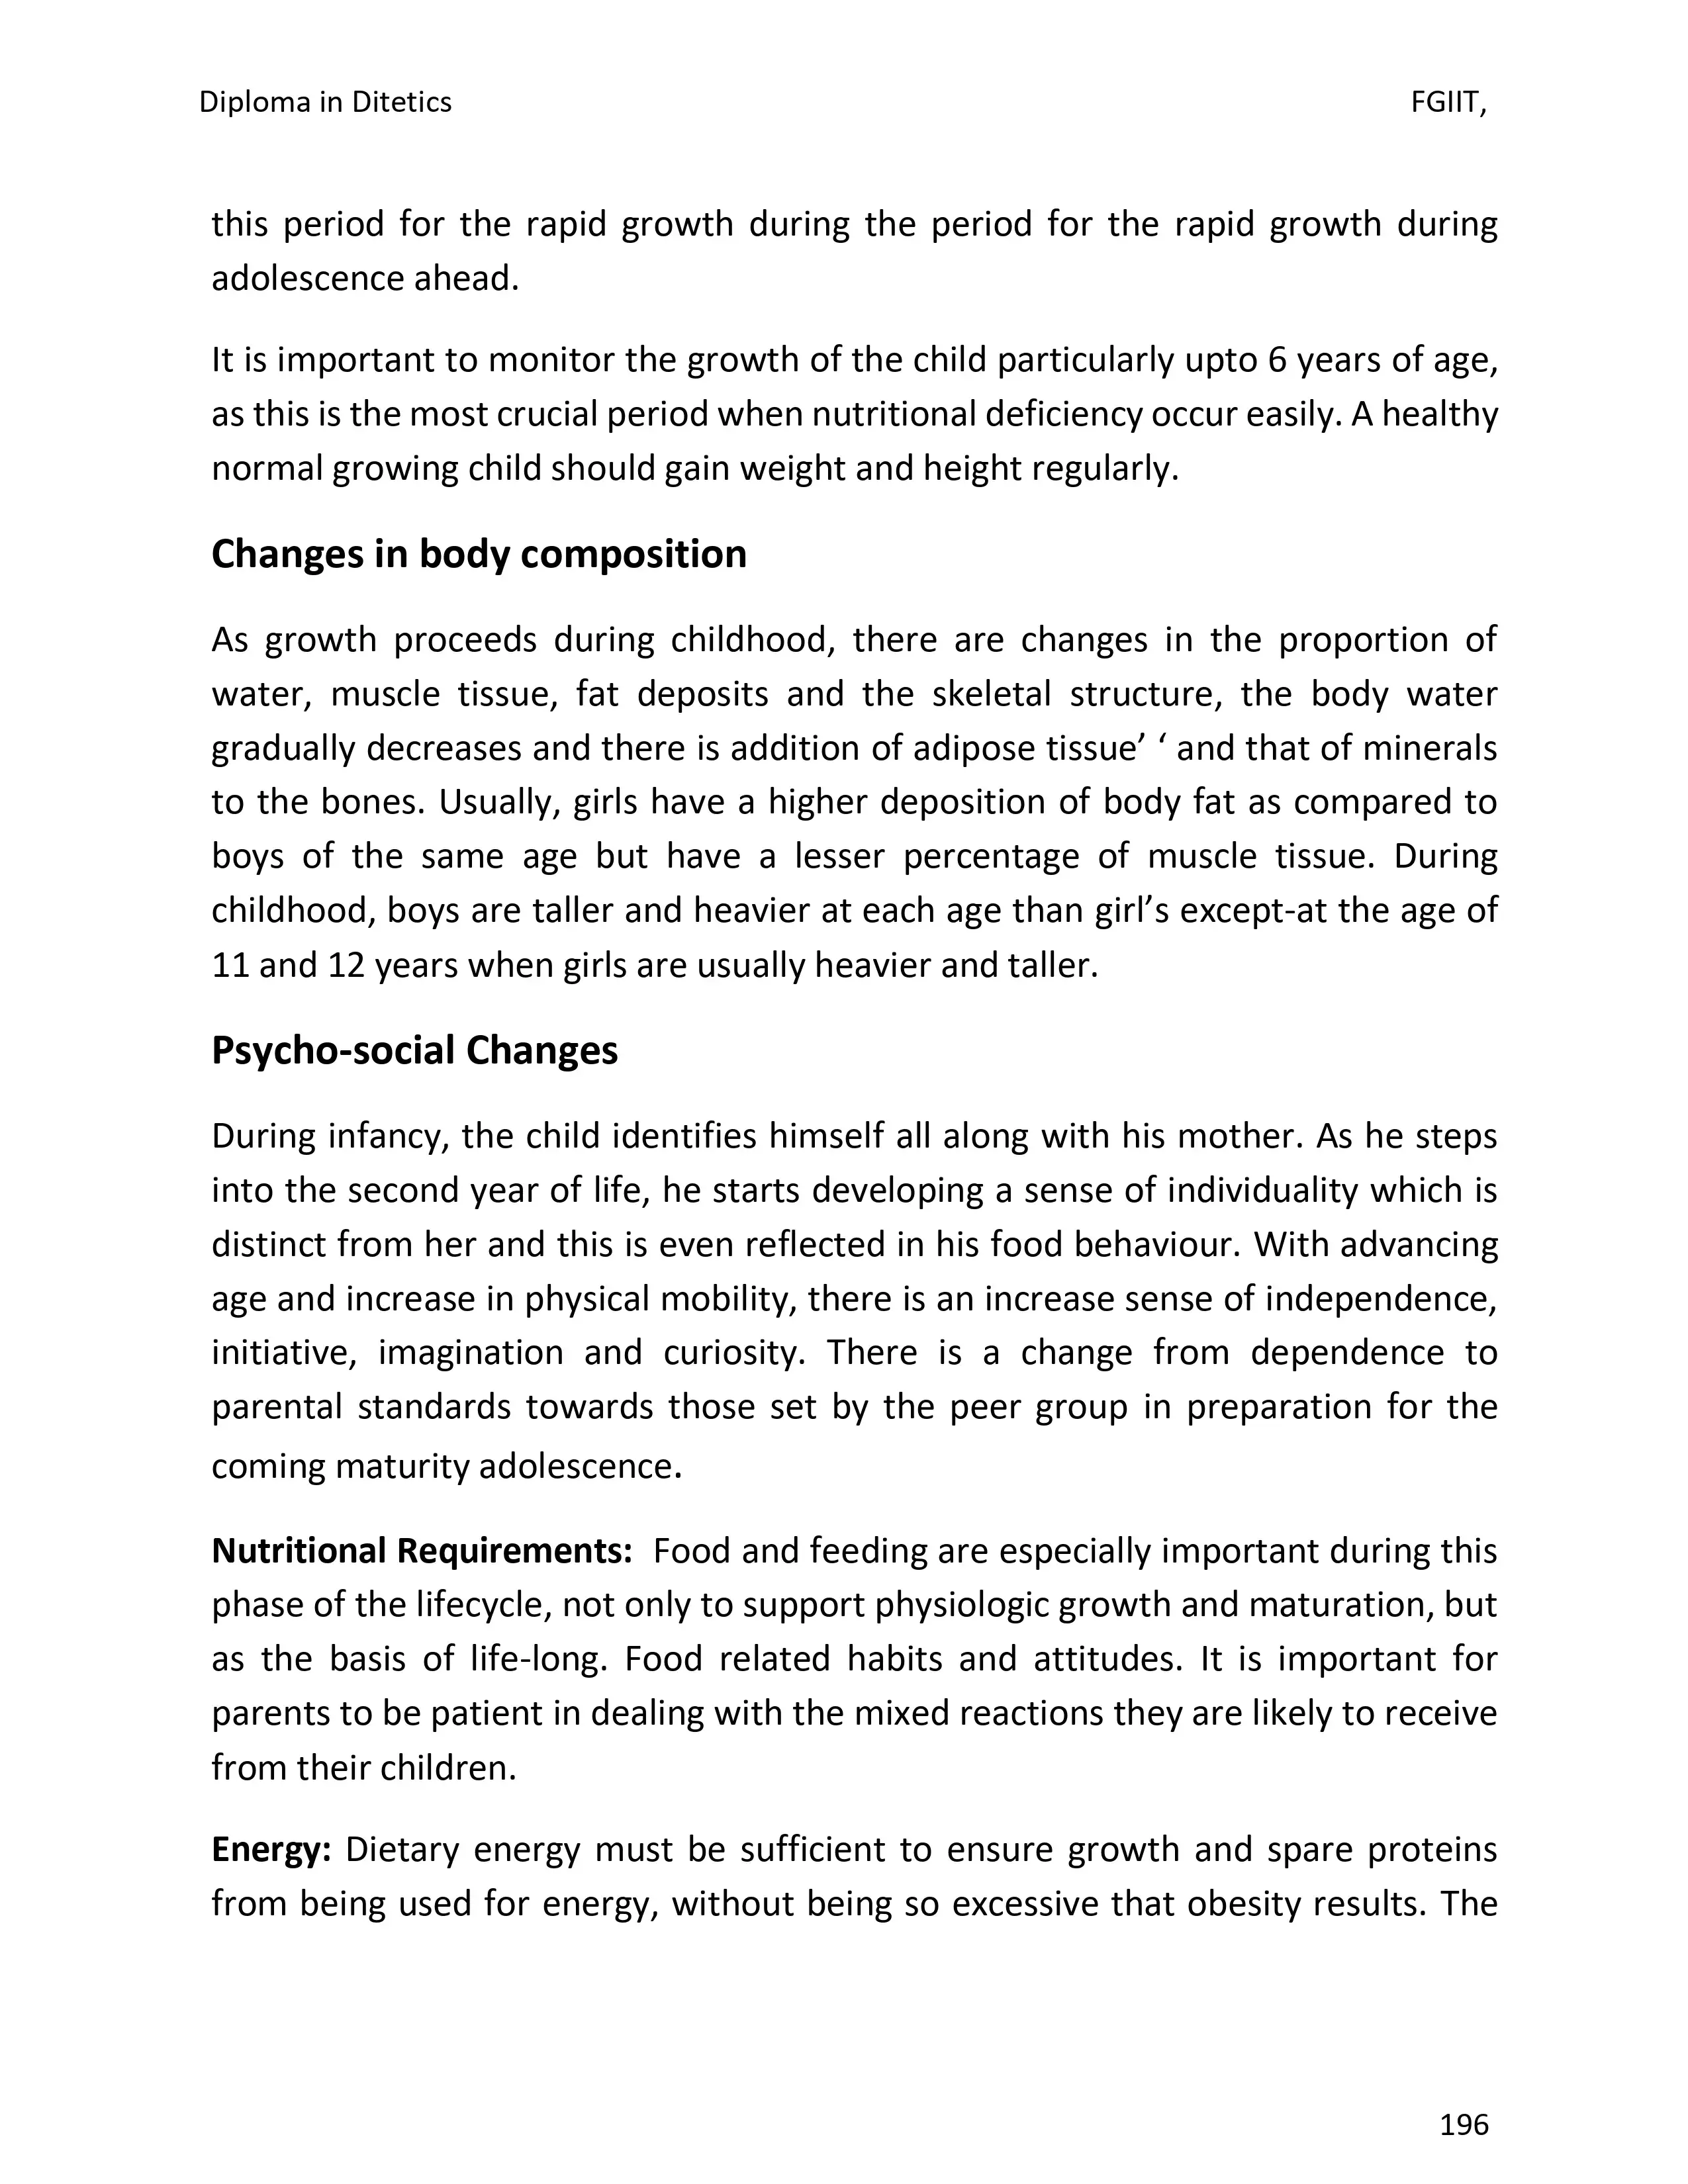 Diploma in Ditetics FGIIT,
this period for the rapid growth during the period for the rapid growth during
adolescence ahead.
It is important to monitor the growth of the child particularly upto 6 years of age,
as this is the most crucial period when nutritional deficiency occur easily. A healthy
normal growing child should gain weight and height regularly.
Changes in body composition
As growth proceeds during childhood, there are changes in the proportion of
water, muscle tissue, fat deposits and the skeletal structure, the body water
gradually decreases and there is addition of adipose tissue’ ‘ and that of minerals
to the bones. Usually, girls have a higher deposition of body fat as compared to
boys of the same age but have a lesser percentage of muscle tissue. During
childhood, boys are taller and heavier at each age than girl’s except-at the age of
11 and 12 years when girls are usually heavier and taller.
Psycho-social Changes
During infancy, the child identifies himself all along with his mother. As he steps
into the second year of life, he starts developing a sense of individuality which is
distinct from her and this is even reflected in his food behaviour. With advancing
age and increase in physical mobility, there is an increase sense of independence,
initiative, imagination and curiosity. There is a change from dependence to
parental standards towards those set by the peer group in preparation for the
coming maturity adolescence.
Nutritional Requirements: Food and feeding are especially important during this
phase of the lifecycle, not only to support physiologic growth and maturation, but
as the basis of life-long. Food related habits and attitudes. It is important for
parents to be patient in dealing with the mixed reactions they are likely to receive
from their children.
Energy: Dietary energy must be sufficient to ensure growth and spare proteins
from being used for energy, without being so excessive that obesity results. The
196